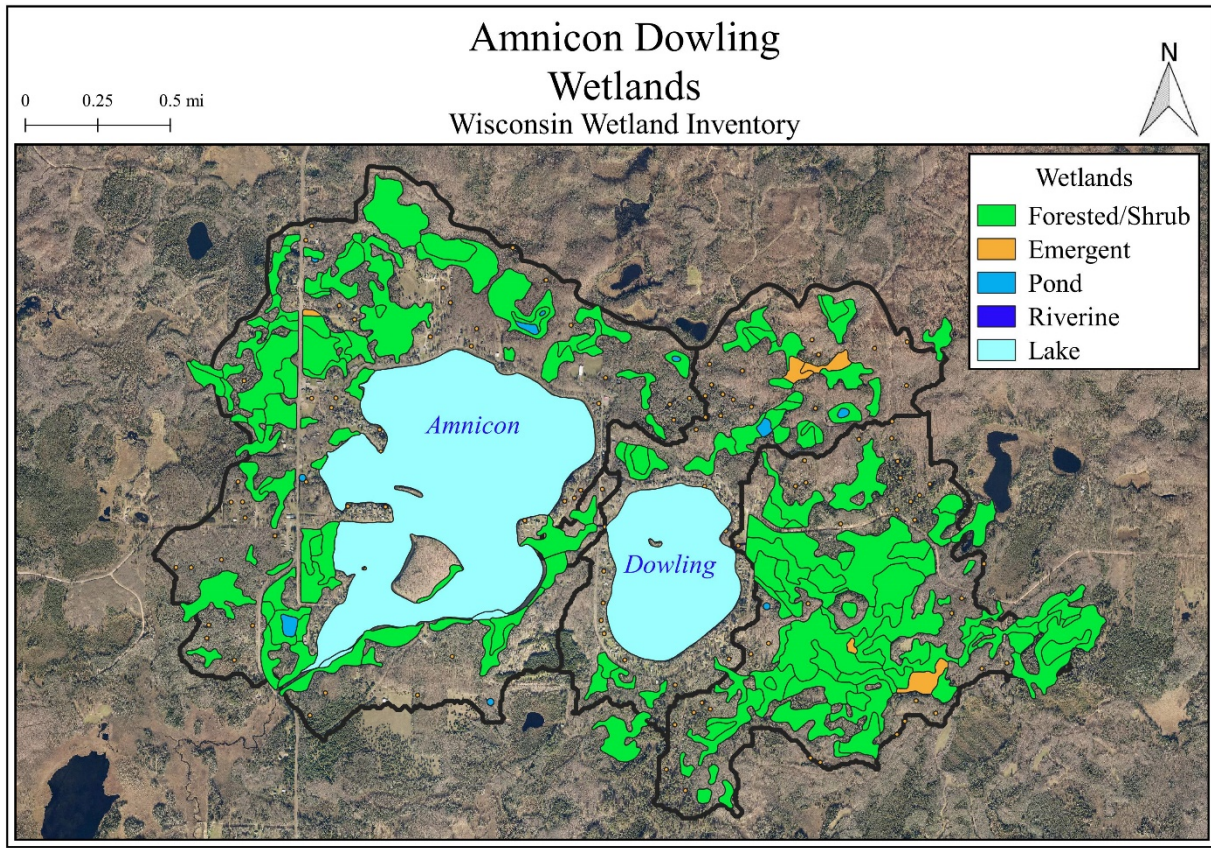 Amnicon Dowling
Wetlands
Wisconsin Wetland Inventory
0 0.25 0.5 mi
N
Wetlands
Forested/Shrub
Emergent
Pond
Riverine
Lake
Amnicon
Dowling